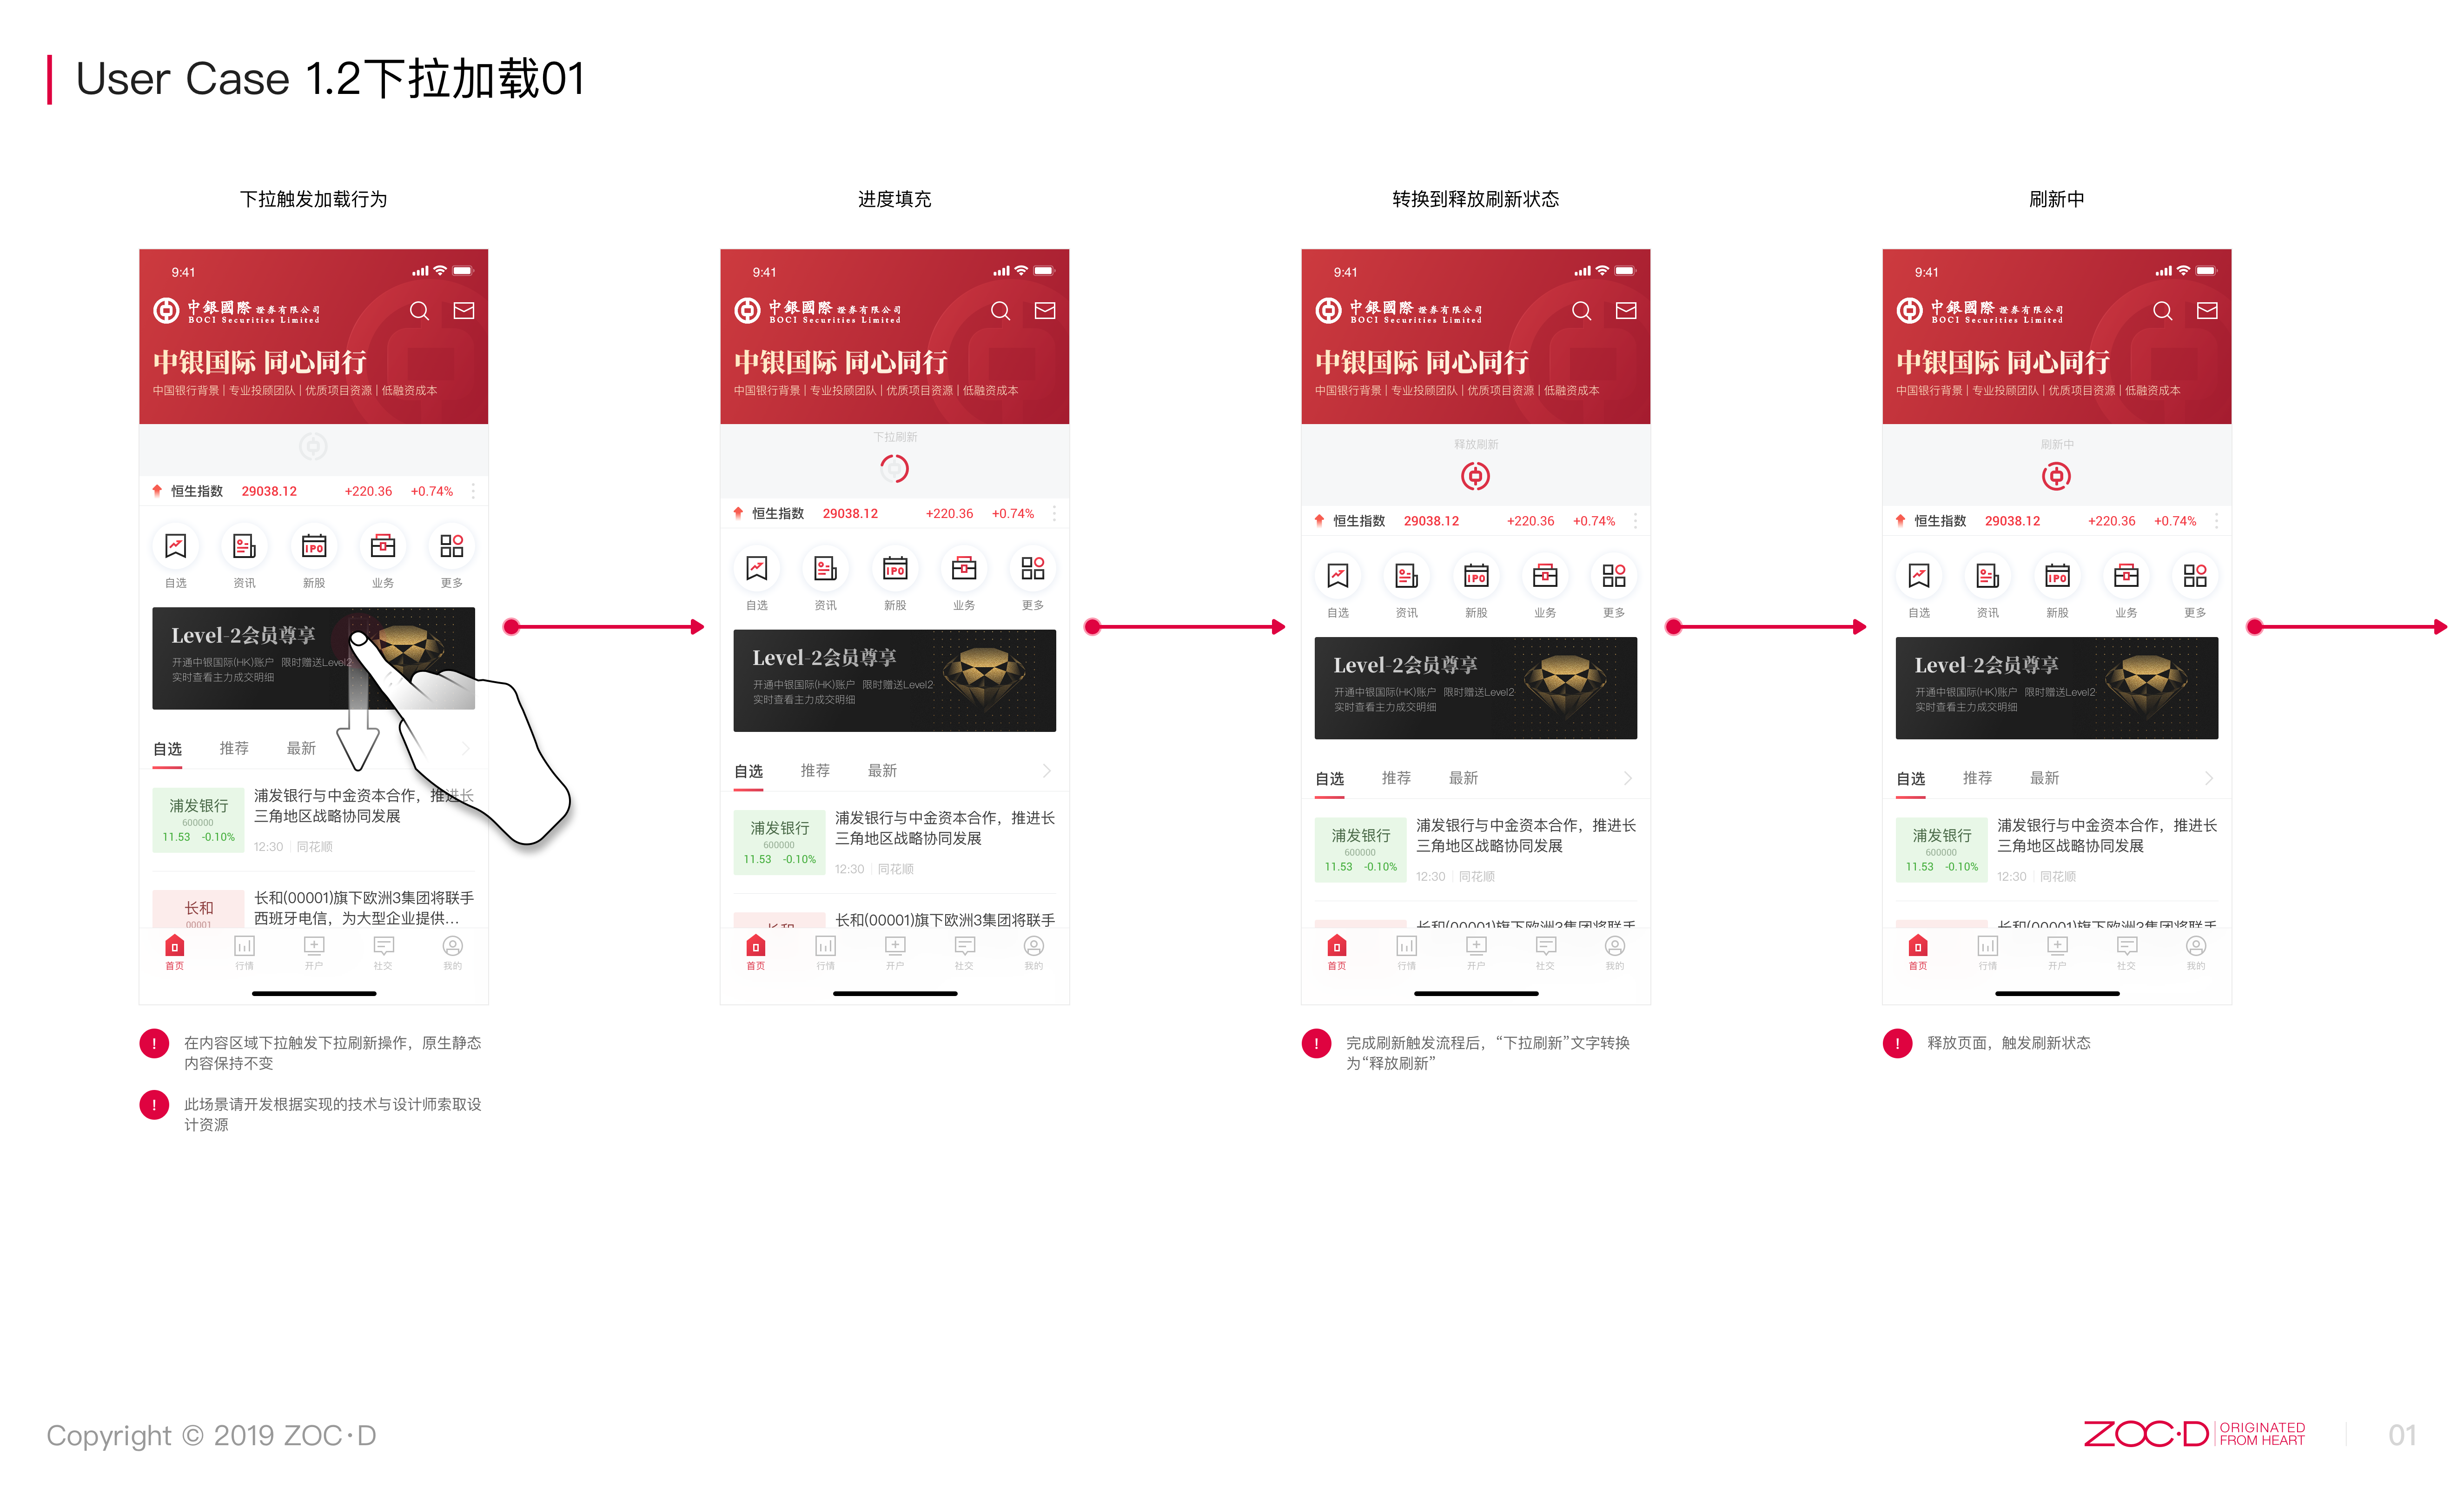 User Case 1.2下拉加载01
下拉触发加载行为
9:41
中銀國際 證券有限公司
BOCI Securities Limited
中银国际 同心同行
中国银行背景 | 专业投顾团队 | 优质项目资源 | 低融资成本
恒生指数 29038.12 +220.36 +0.74%
IPO
自选 资讯 新股 业务 更多
Level-2会员尊享
开通中银国际(HK)账户 限时赠送Level2
实时查看主力成交明细
自选 推荐 最新
浦发银行
600000
11.53 -0.10%
浦发银行与中金资本合作，推进长
三角地区战略协同发展
12:30 | 同花顺
长和
00001
长和(00001)旗下欧洲3集团将联手
西班牙电信，为大型企业提供...
首页 行情 开户 社交 我的
! 在内容区域下拉触发下拉刷新操作，原生静态
内容保持不变
! 此场景请开发根据实现的技术与设计师索取设
计资源
进度填充
9:41
中銀國際 證券有限公司
BOCI Securities Limited
中银国际 同心同行
中国银行背景 | 专业投顾团队 | 优质项目资源 | 低融资成本
下拉刷新
恒生指数 29038.12 +220.36 +0.74%
IPO
自选 资讯 新股 业务 更多
Level-2会员尊享
开通中银国际(HK)账户 限时赠送Level2
实时查看主力成交明细
自选 推荐 最新
浦发银行
600000
11.53 -0.10%
浦发银行与中金资本合作，推进长
三角地区战略协同发展
12:30 | 同花顺
长和
长和(00001)旗下欧洲3集团将联手
首页 行情 开户 社交 我的
转换到释放刷新状态
9:41
中銀國際 證券有限公司
BOCI Securities Limited
中银国际 同心同行
中国银行背景 | 专业投顾团队 | 优质项目资源 | 低融资成本
释放刷新
恒生指数 29038.12 +220.36 +0.74%
IPO
自选 资讯 新股 业务 更多
Level-2会员尊享
开通中银国际(HK)账户 限时赠送Level2
实时查看主力成交明细
自选 推荐 最新
浦发银行
600000
11.53 -0.10%
浦发银行与中金资本合作，推进长
三角地区战略协同发展
12:30 | 同花顺
长和(00001)旗下欧洲3集团将联手
首页 行情 开户 社交 我的
! 完成刷新触发流程后，“下拉刷新”文字转换
为“释放刷新”
刷新中
9:41
中銀國際 證券有限公司
BOCI Securities Limited
中银国际 同心同行
中国银行背景 | 专业投顾团队 | 优质项目资源 | 低融资成本
刷新中
恒生指数 29038.12 +220.36 +0.74%
IPO
自选 资讯 新股 业务 更多
Level-2会员尊享
开通中银国际(HK)账户 限时赠送Level2
实时查看主力成交明细
自选 推荐 最新
浦发银行
600000
11.53 -0.10%
浦发银行与中金资本合作，推进长
三角地区战略协同发展
12:30 | 同花顺
长和(00001)旗下欧洲3集团将联手
首页 行情 开户 社交 我的
! 释放页面，触发刷新状态
Copyright © 2019 ZOC·D
ZOC·D ORIGINATED
FROM HEART
01